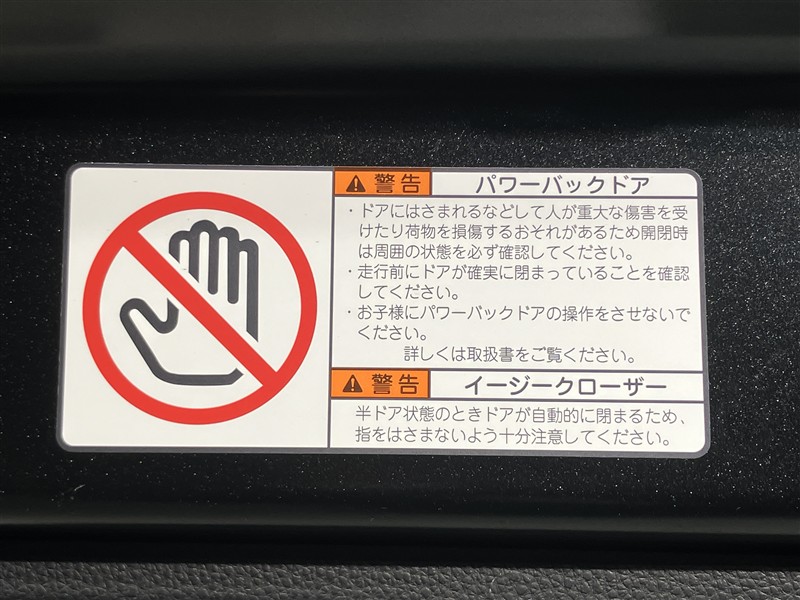 警告 パワーバックドア
・ドアにはさまれるなどして人が重大な傷害を受
けたり荷物を損傷するおそれがあるため開閉時
は周囲の状態を必ず確認してください。
・走行前にドアが確実に閉まっていることを確認
してください。
・お子様にパワーバックドアの操作をさせないで
ください。
詳しくは取扱書をご覧ください。
警告 イージークローザー
半ドア状態のときドアが自動的に閉まるため、
指をはさまないよう十分注意してください。